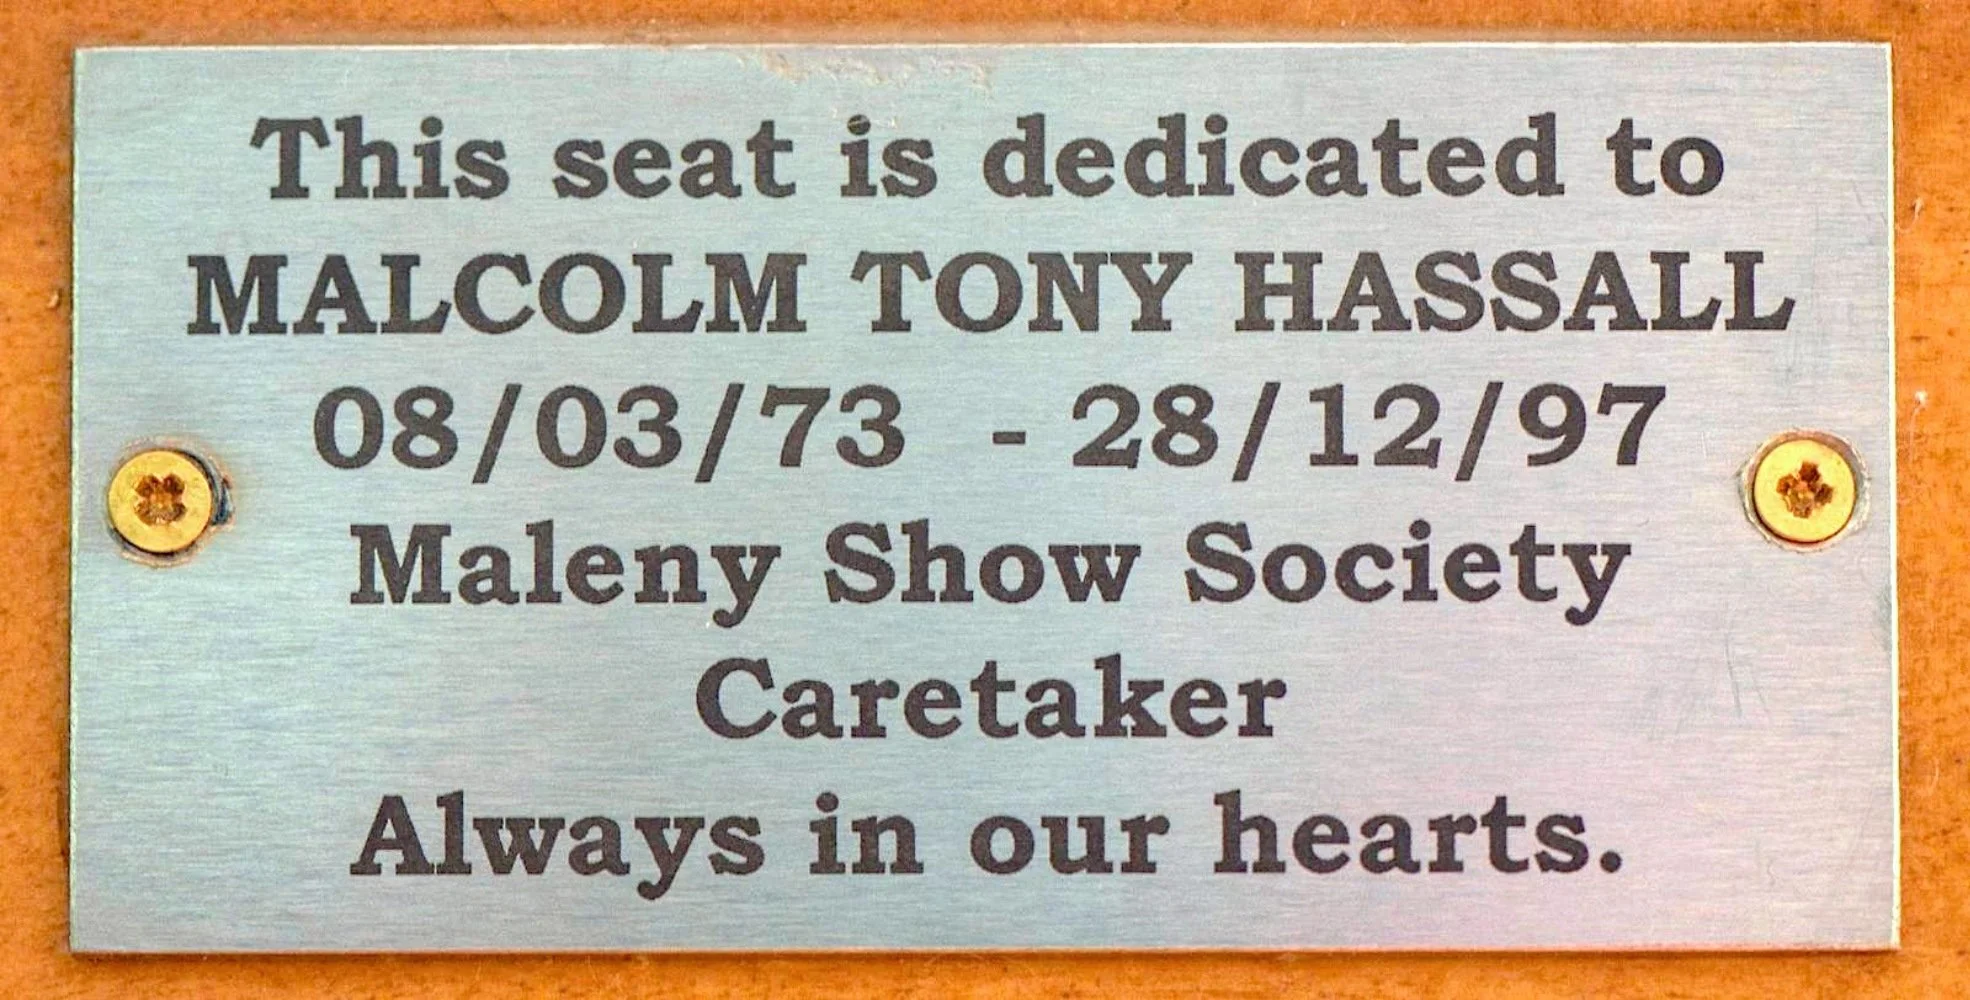 This seat is dedicated to
MALCOLM TONY HASSALL
08/03/73 - 28/12/97
Maleny Show Society
Caretaker
Always in our hearts.